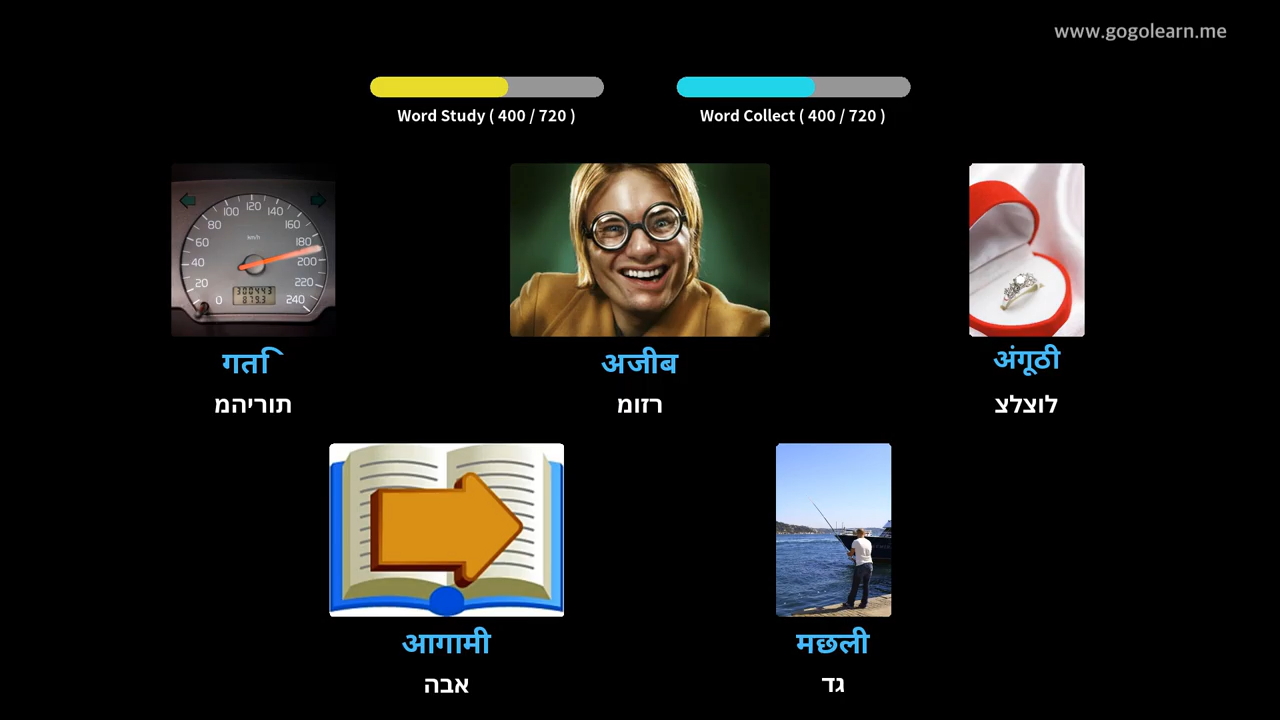 www.gogolearn.me
Word Study ( 400 / 720 )
Word Collect ( 400 / 720 )
गति
अजीब
अंगूठी
תוריהמ
רזומ
לוצלצ
आगामी
मछली
אבה
גד